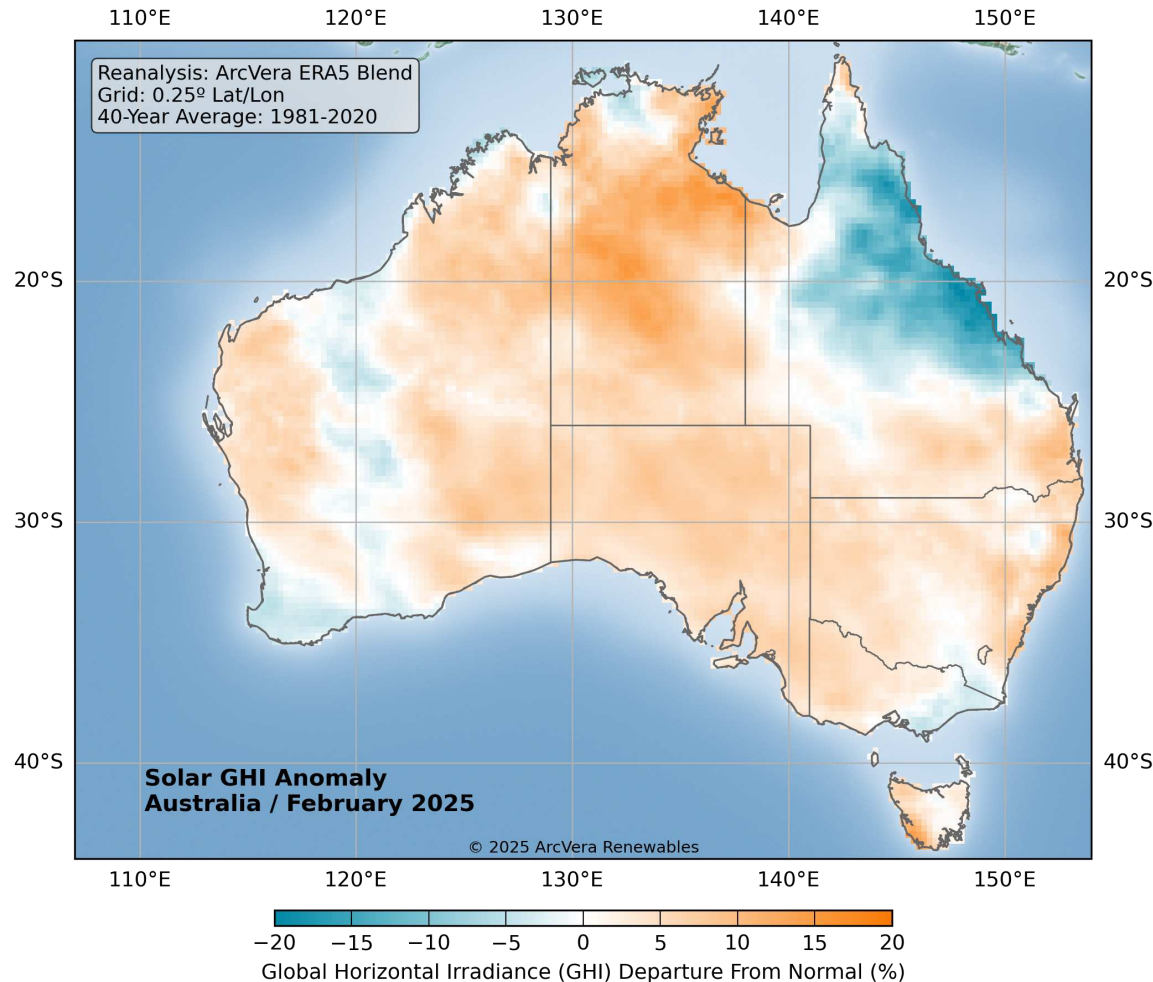 110°E 120°E 130°E 140°E 150°E
Reanalysis: ArcVera ERA5 Blend
Grid: 0.25º Lat/Lon
40-Year Average: 1981-2020
20°S 20°S
30°S 30°S
40°S 40°S
Solar GHI Anomaly
Australia / February 2025
© 2025 ArcVera Renewables
110°E 120°E 130°E 140°E 150°E
−20 −15 −10 −5 0 5 10 15 20
Global Horizontal Irradiance (GHI) Departure From Normal (%)